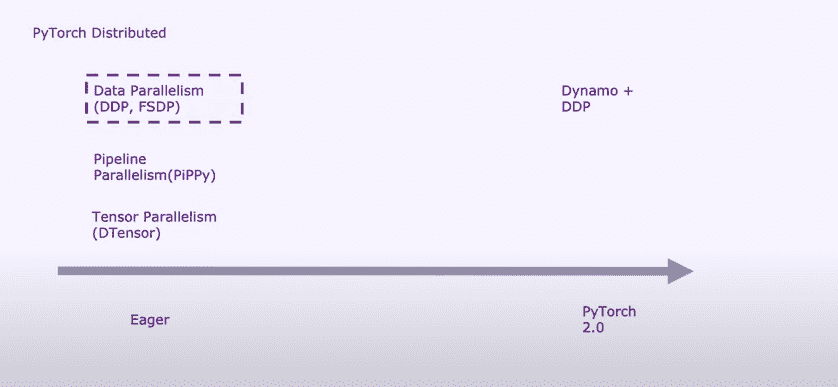 PyTorch Distributed
Data Parallelism
(DDP, FSDP)
Dynamo +
DDP
Pipeline
Parallelism(PiPPy)
Tensor Parallelism
(DTensor)
Eager
PyTorch
2.0